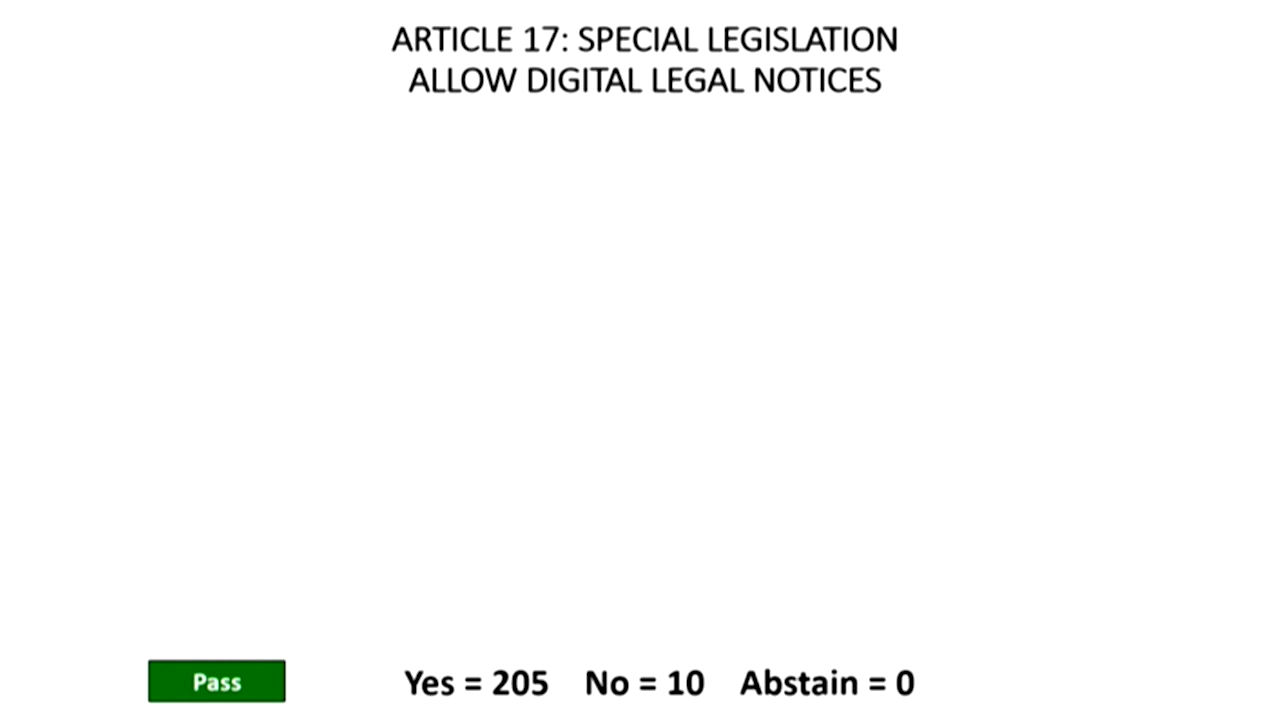 ARTICLE 17: SPECIAL LEGISLATION
ALLOW DIGITAL LEGAL NOTICES
Pass
Yes = 205 No = 10 Abstain = 0